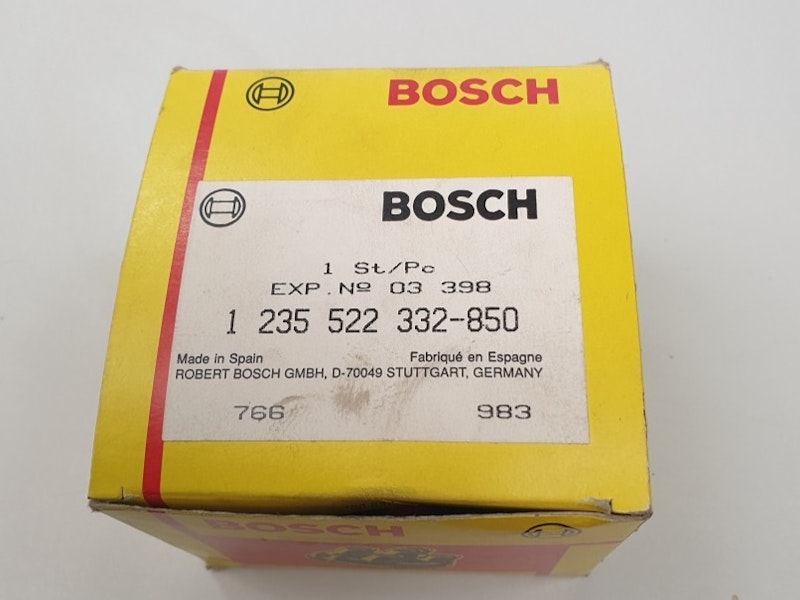 BOSCH
BOSCH
1 St/Pc
EXP.Nº 03 398
1 235 522 332-850
Made in Spain Fabriqué en Espagne
ROBERT BOSCH GMBH, D-70049 STUTTGART, GERMANY
766 983
BOSCH